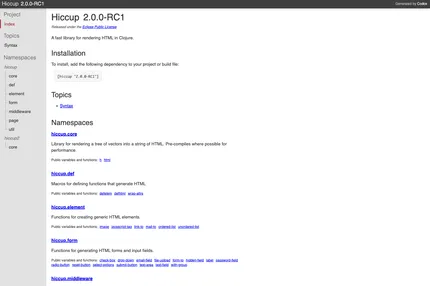 Hiccup 2.0.0-RC1
Generated by Codox
Project
Index
Topics
Syntax
Namespaces
hiccup
core
def
element
form
middleware
page
util
hiccup2
core
Hiccup 2.0.0-RC1
Released under the Eclipse Public License
A fast library for rendering HTML in Clojure.
Installation
To install, add the following dependency to your project or build file:
[hiccup "2.0.0-RC1"]
Topics
Syntax
Namespaces
hiccup.core
Library for rendering a tree of vectors into a string of HTML. Pre-compiles where possible for
performance.
Public variables and functions: h html
hiccup.def
Macros for defining functions that generate HTML
Public variables and functions: defelem defhtml wrap-attrs
hiccup.element
Functions for creating generic HTML elements.
Public variables and functions: image javascript-tag link-to mail-to ordered-list unordered-list
hiccup.form
Functions for generating HTML forms and input fields.
Public variables and functions: check-box drop-down email-field file-upload form-to hidden-field label password-field
radio-button reset-button select-options submit-button text-area text-field with-group
hiccup.middleware